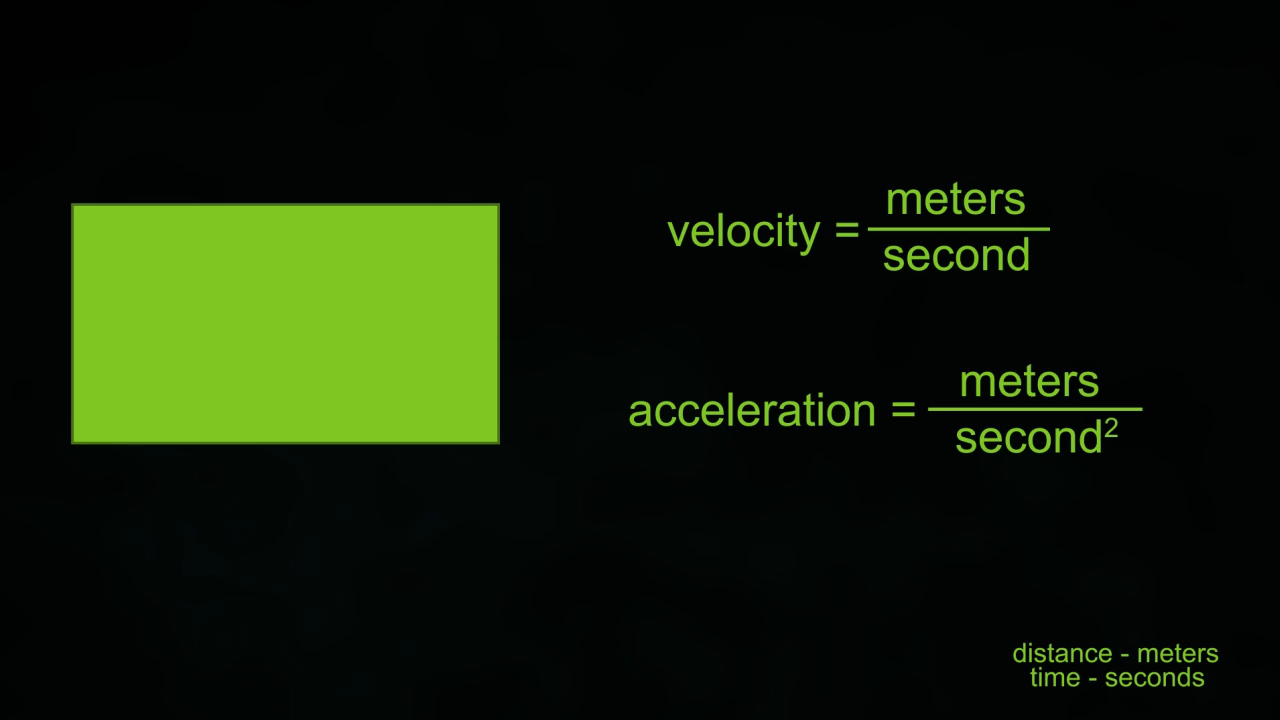 velocity = meters
second
acceleration = meters
second²
distance - meters
time - seconds